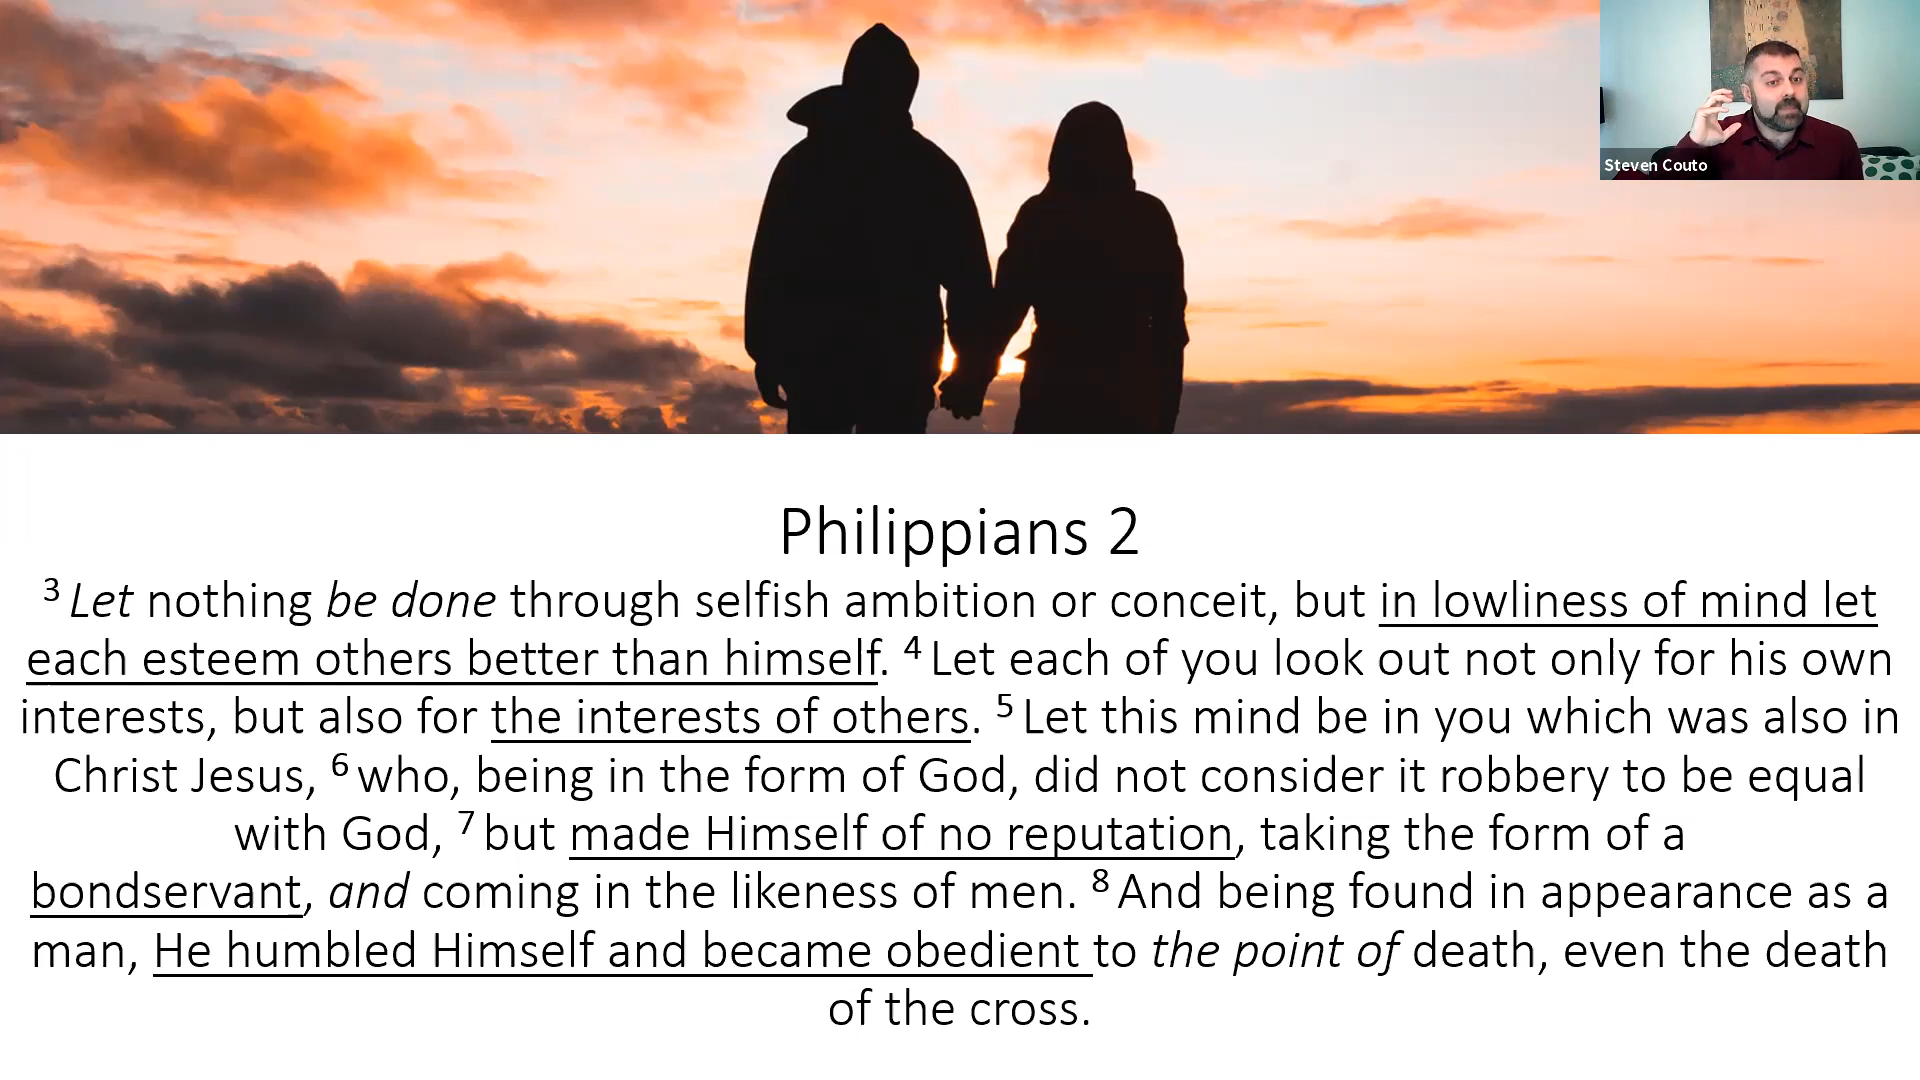 Steven Couto
Philippians 2
3 Let nothing be done through selfish ambition or conceit, but in lowliness of mind let
each esteem others better than himself. 4 Let each of you look out not only for his own
interests, but also for the interests of others. 5 Let this mind be in you which was also in
Christ Jesus, 6 who, being in the form of God, did not consider it robbery to be equal
with God, 7 but made Himself of no reputation, taking the form of a
bondservant, and coming in the likeness of men. 8 And being found in appearance as a
man, He humbled Himself and became obedient to the point of death, even the death
of the cross.